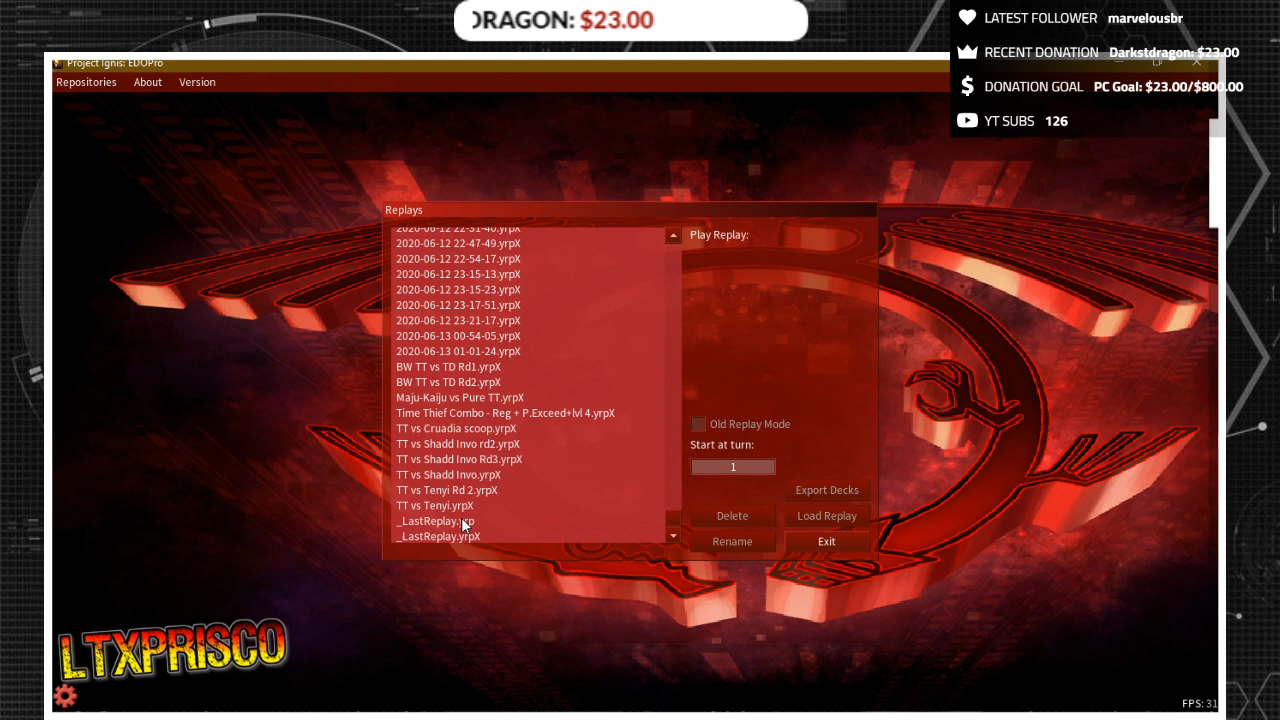 DRAGON: $23.00
LATEST FOLLOWER marvelousbr
RECENT DONATION Darkstdragon: $23.00
DONATION GOAL PC Goal: $23.00/$800.00
YT SUBS 126
Project Ignis: EDOPro
Repositories About Version
Replays
2020-06-12 22-31-40.yrpX
2020-06-12 22-47-49.yrpX
2020-06-12 22-54-17.yrpX
2020-06-12 23-15-13.yrpX
2020-06-12 23-15-23.yrpX
2020-06-12 23-17-51.yrpX
2020-06-12 23-21-17.yrpX
2020-06-13 00-54-05.yrpX
2020-06-13 01-01-24.yrpX
BW TT vs TD Rd1.yrpX
BW TT vs TD Rd2.yrpX
Maju-Kaiju vs Pure TT.yrpX
Time Thief Combo - Reg + P.Exceed+lvl 4.yrpX
TT vs Cruadia scoop.yrpX
TT vs Shadd Invo rd2.yrpX
TT vs Shadd Invo Rd3.yrpX
TT vs Shadd Invo.yrpX
TT vs Tenyi Rd 2.yrpX
TT vs Tenyi.yrpX
_LastReplay.yrp
_LastReplay.yrpX
Play Replay:
Old Replay Mode
Start at turn:
1
Export Decks
Delete Load Replay
Rename Exit
LTXPRISCO
FPS: 31